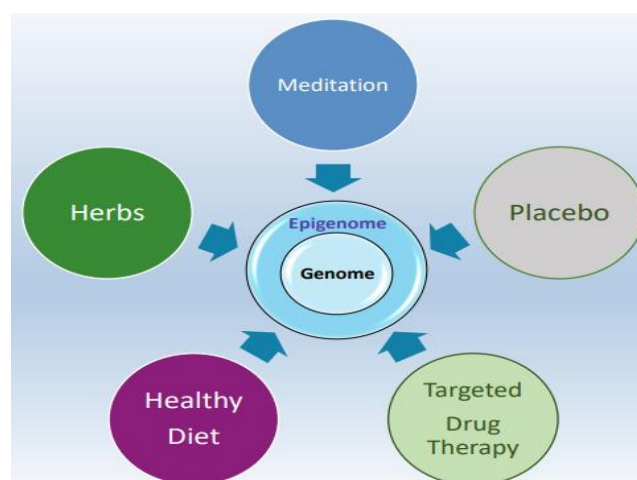 Meditation
Herbs
Placebo
Epigenome
Genome
Healthy
Diet
Targeted
Drug
Therapy